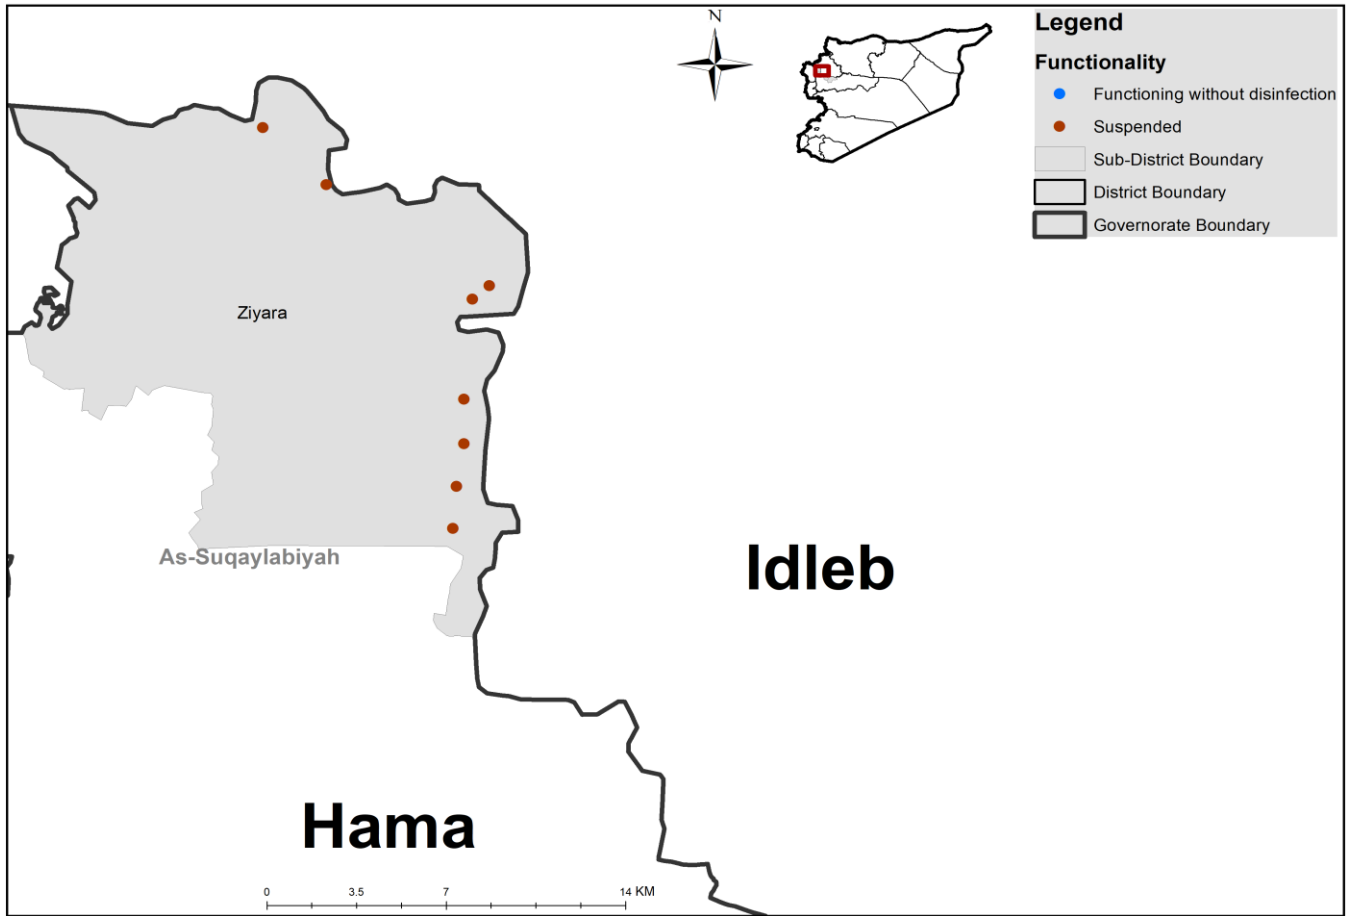 N
Legend
Functionality
Functioning without disinfection
Suspended
Sub-District Boundary
District Boundary
Governorate Boundary
Ziyara
As-Suqaylabiyah
Idleb
Hama
0 3.5 7 14 KM